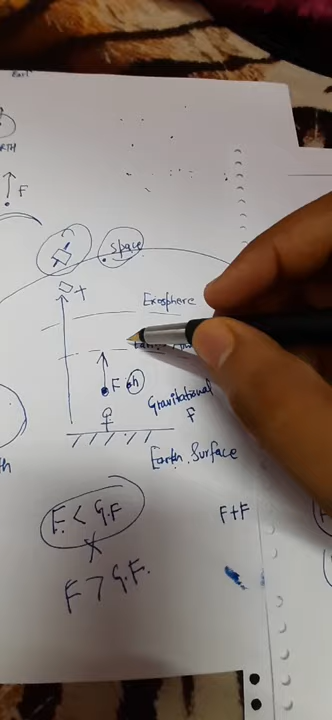 F
space
Exosphere
F h
Gravitational
F
Earth Surface
F < G.F
F+F
F > G.F.